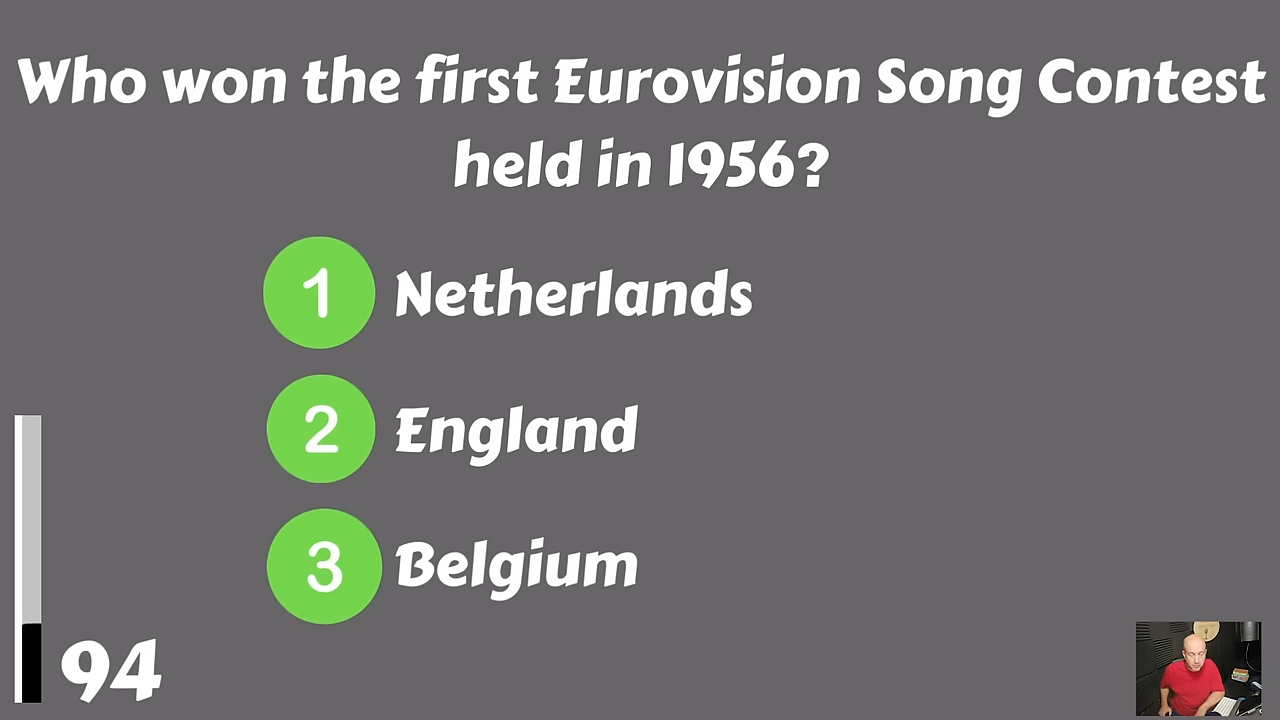 Who won the first Eurovision Song Contest
held in 1956?
1 Netherlands
2 England
3 Belgium
94